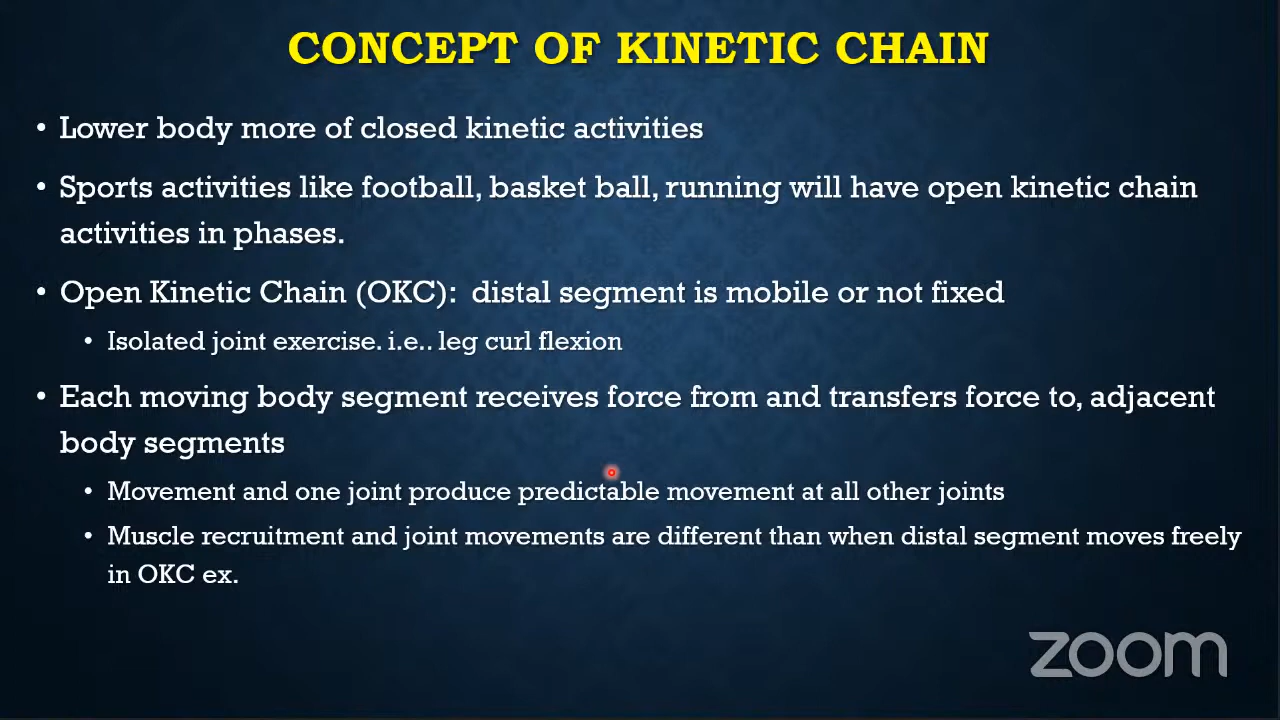 CONCEPT OF KINETIC CHAIN
• Lower body more of closed kinetic activities
• Sports activities like football, basket ball, running will have open kinetic chain
activities in phases.
• Open Kinetic Chain (OKC):  distal segment is mobile or not fixed
• Isolated joint exercise. i.e.. leg curl flexion
• Each moving body segment receives force from and transfers force to, adjacent
body segments
• Movement and one joint produce predictable movement at all other joints
• Muscle recruitment and joint movements are different than when distal segment moves freely
in OKC ex.
zoom